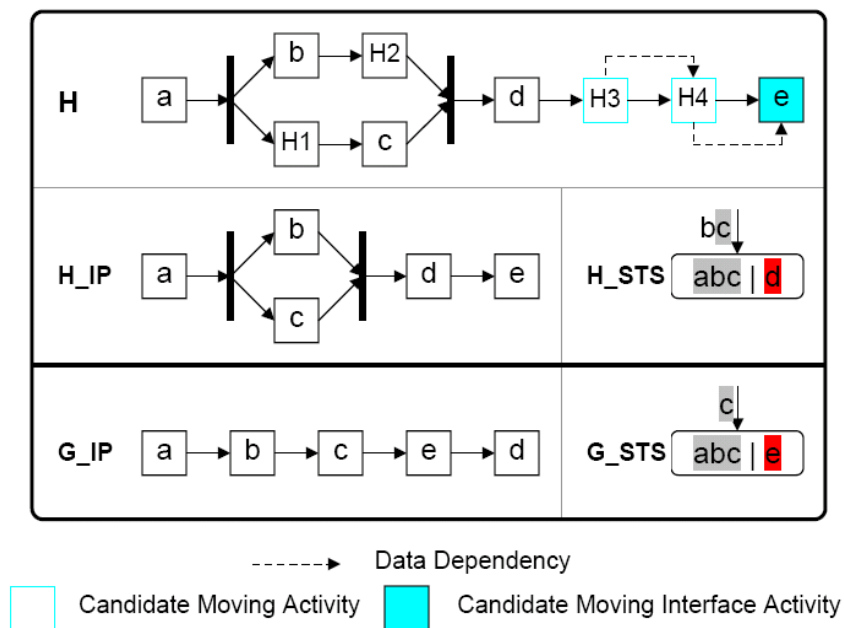 b H2
H a d H3 H4 e
H1 c
b
H_IP a d e
c
bc
H_STS abc | d
G_IP a b c e d
c
G_STS abc | e
Data Dependency
Candidate Moving Activity Candidate Moving Interface Activity